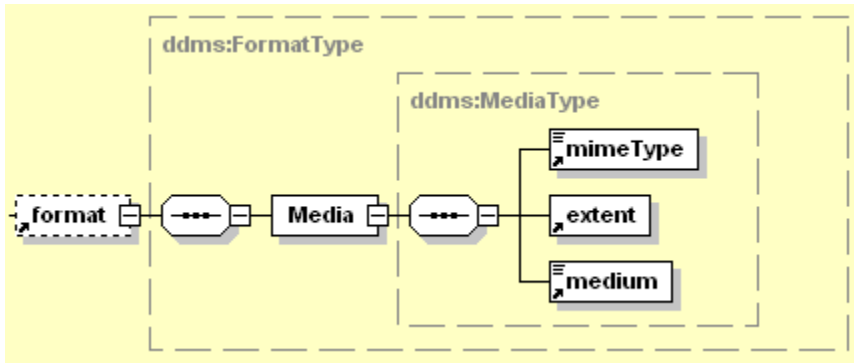 ddms:FormatType
ddms:MediaType
mimeType
format
Media
extent
medium